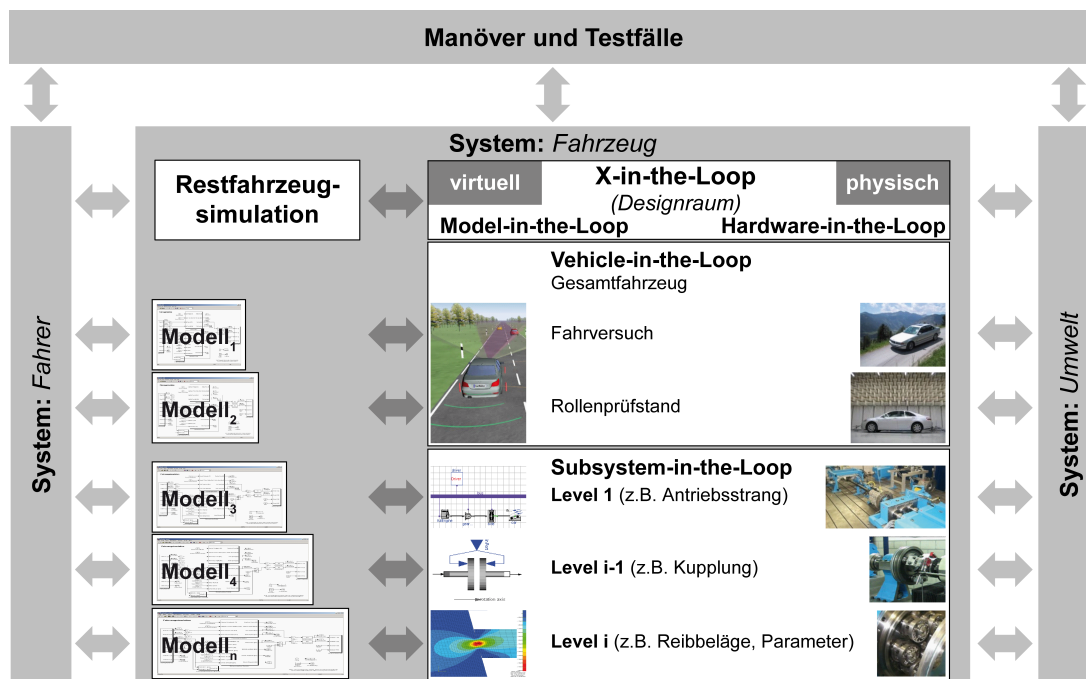 Manöver und Testfälle
System: Fahrer
System: Fahrzeug
Restfahrzeug-
simulation
virtuell
X-in-the-Loop
(Designraum)
physisch
Model-in-the-Loop
Hardware-in-the-Loop
Vehicle-in-the-Loop
Gesamtfahrzeug
Modell1
Fahrversuch
Modell2
Rollenprüfstand
Subsystem-in-the-Loop
Modell3
Level 1 (z.B. Antriebsstrang)
Modell4
Level i-1 (z.B. Kupplung)
Modelln
Level i (z.B. Reibbeläge, Parameter)
System: Umwelt